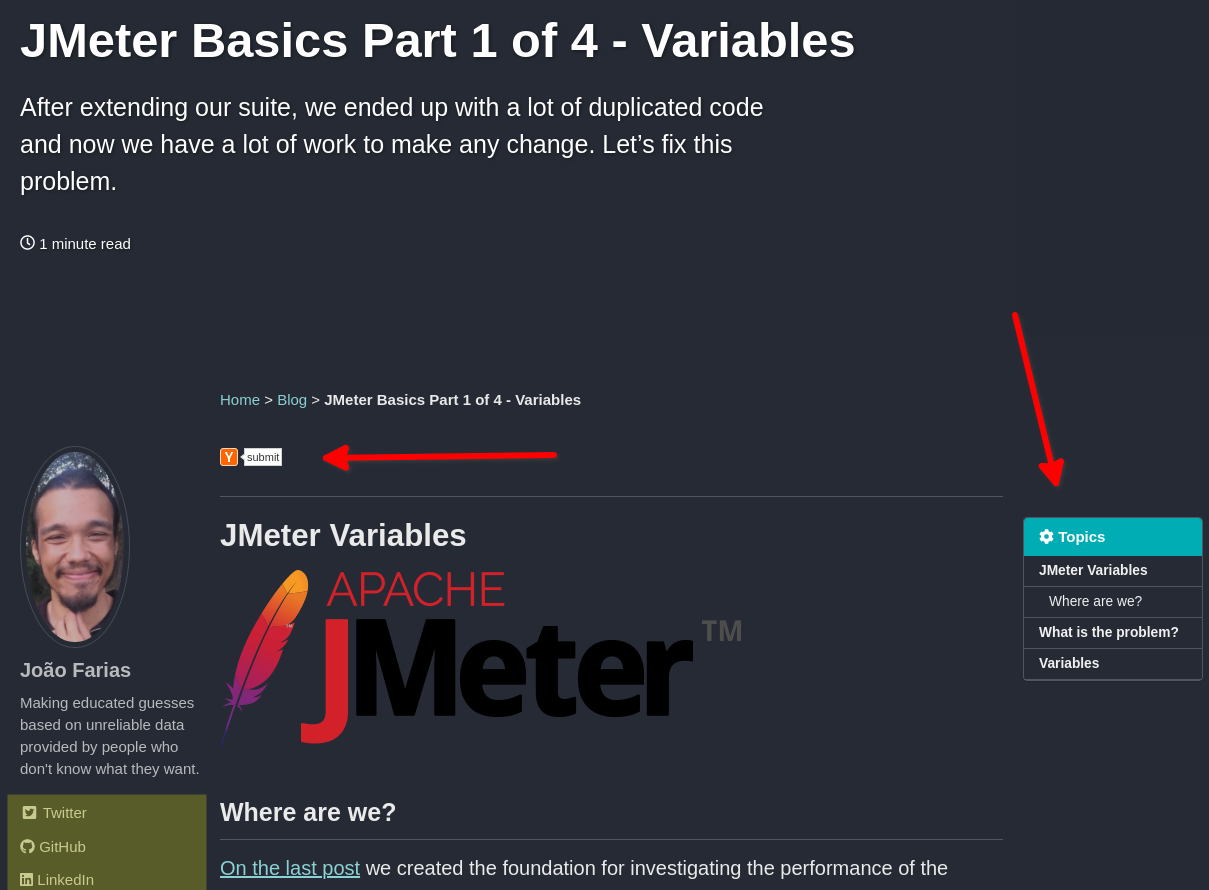 JMeter Basics Part 1 of 4 - Variables
After extending our suite, we ended up with a lot of duplicated code
and now we have a lot of work to make any change. Let’s fix this
problem.
1 minute read
Home > Blog > JMeter Basics Part 1 of 4 - Variables
Y submit
João Farias
Making educated guesses
based on unreliable data
provided by people who
don't know what they want.
Twitter
GitHub
LinkedIn
JMeter Variables
APACHE
JMeter TM
TM
Where are we?
On the last post we created the foundation for investigating the performance of the
Topics
JMeter Variables
Where are we?
What is the problem?
Variables